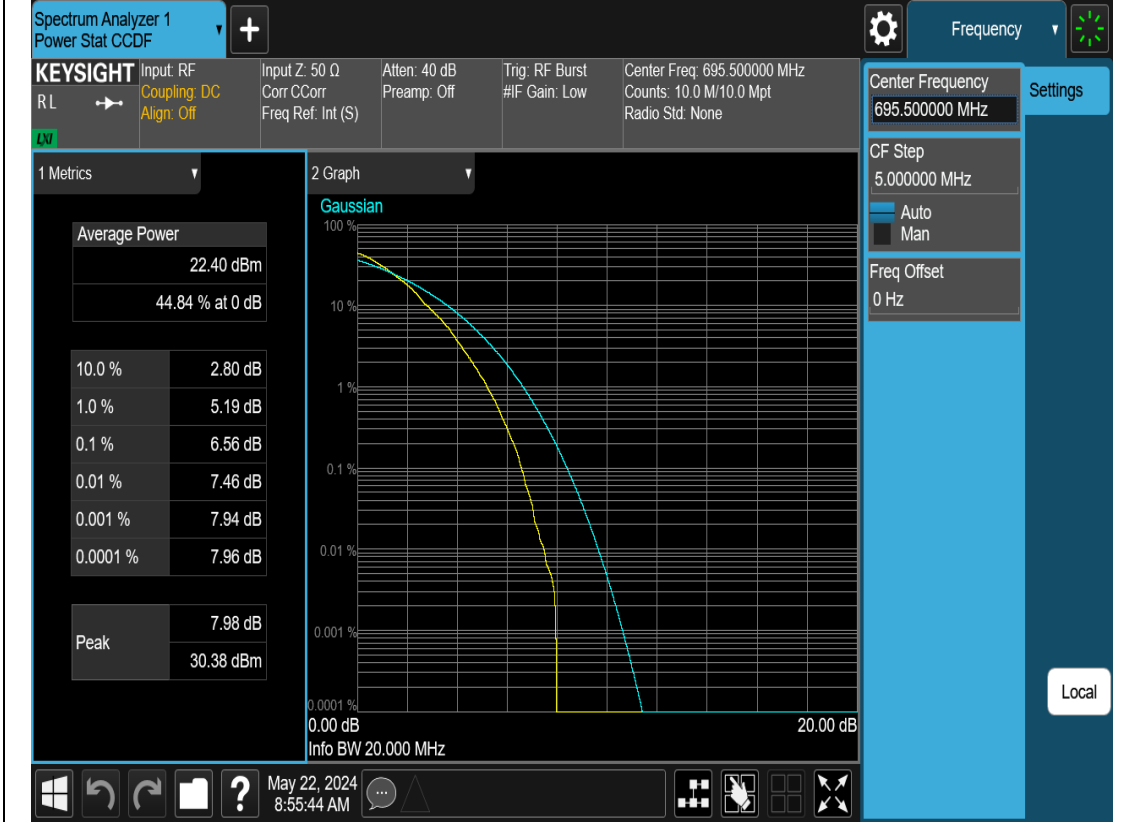 Spectrum Analyzer 1
Power Stat CCDF
+
Frequency
KEYSIGHT
RL
LXI
Input: RF
Coupling: DC
Align: Off
Input Z: 50 Ω
Corr CCorr
Freq Ref: Int (S)
Atten: 40 dB
Preamp: Off
Trig: RF Burst
#IF Gain: Low
Center Freq: 695.500000 MHz
Counts: 10.0 M/10.0 Mpt
Radio Std: None
Center Frequency
695.500000 MHz
Settings
CF Step
5.000000 MHz
Auto
Man
Freq Offset
0 Hz
Local
1 Metrics
Average Power
22.40 dBm
44.84 % at 0 dB
10.0 % 2.80 dB
1.0 % 5.19 dB
0.1 % 6.56 dB
0.01 % 7.46 dB
0.001 % 7.94 dB
0.0001 % 7.96 dB
Peak 7.98 dB
30.38 dBm
2 Graph
Gaussian
100 %
10 %
1 %
0.1 %
0.01 %
0.001 %
0.0001 %
0.00 dB 20.00 dB
Info BW 20.000 MHz
?
May 22, 2024
8:55:44 AM